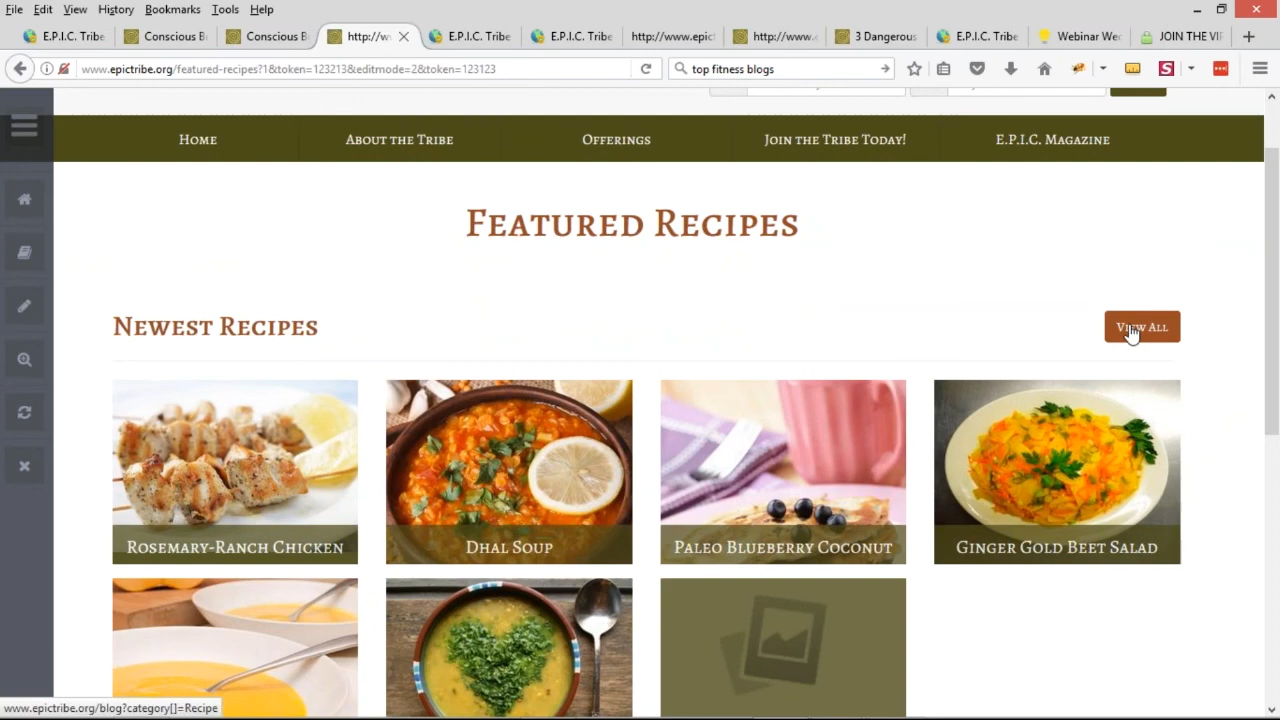 File Edit View History Bookmarks Tools Help
E.P.I.C. Tribe Conscious B Conscious B http://w E.P.I.C. Tribe E.P.I.C. Tribe http://www.epic http://www. 3 Dangerous E.P.I.C. Tribe Webinar Wec JOIN THE VIP
www.epictribe.org/featured-recipes?1&token=123213&editmode=2&token=123123 top fitness blogs
Home About the Tribe Offerings Join the Tribe Today! E.P.I.C. Magazine
Featured Recipes
Newest Recipes View All
Rosemary-Ranch Chicken Dhal Soup Paleo Blueberry Coconut Ginger Gold Beet Salad
www.epictribe.org/blog?category[]=Recipe